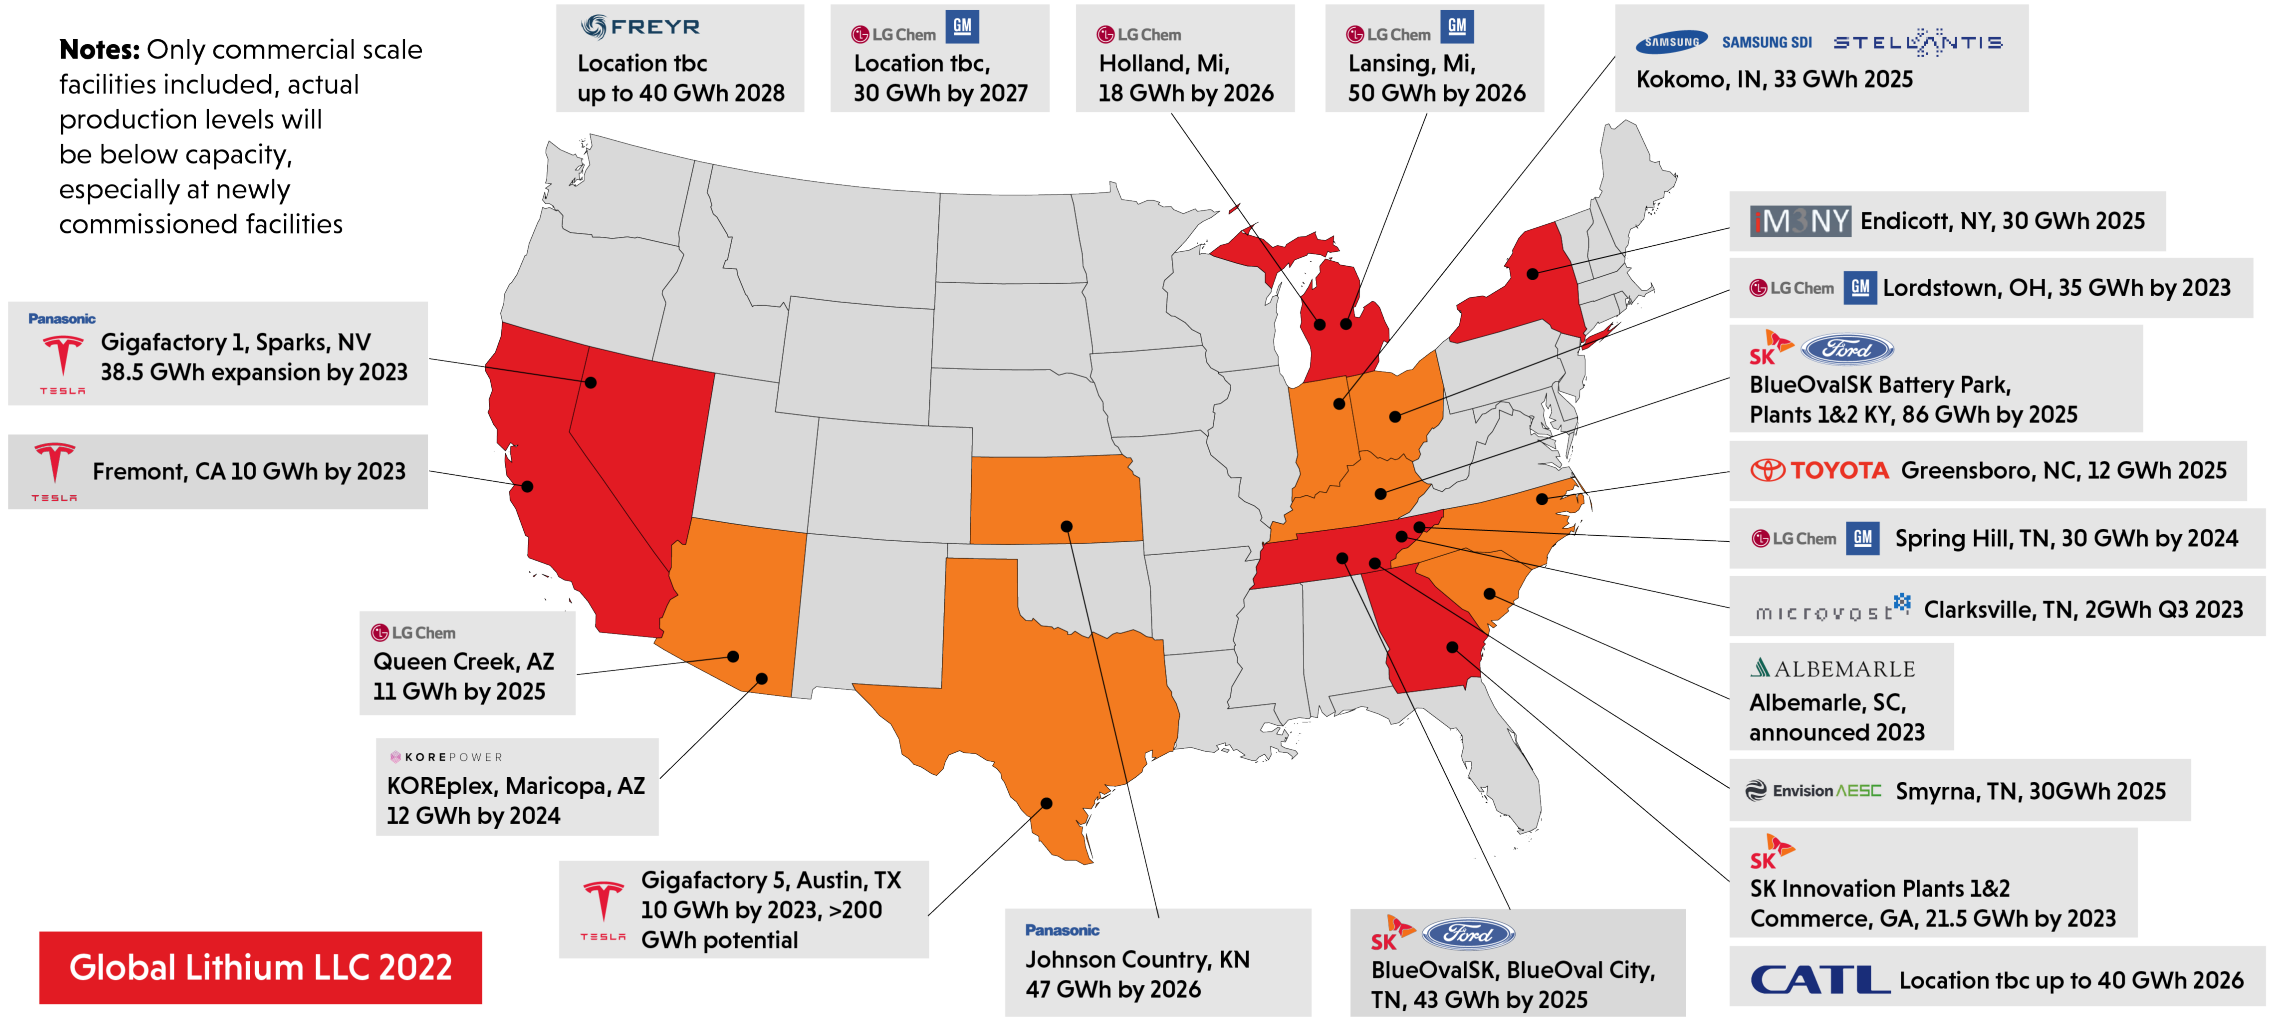 Notes: Only commercial scale
facilities included, actual
production levels will
be below capacity,
especially at newly
commissioned facilities
FREYR
Location tbc
up to 40 GWh 2028
LG Chem GM
Location tbc,
30 GWh by 2027
LG Chem
Holland, Mi,
18 GWh by 2026
LG Chem GM
Lansing, Mi,
50 GWh by 2026
SAMSUNG SAMSUNG SDI STELLANTIS
Kokomo, IN, 33 GWh 2025
iM3NY Endicott, NY, 30 GWh 2025
LG Chem GM Lordstown, OH, 35 GWh by 2023
SK Ford
BlueOvalSK Battery Park,
Plants 1&2 KY, 86 GWh by 2025
TOYOTA Greensboro, NC, 12 GWh 2025
LG Chem GM Spring Hill, TN, 30 GWh by 2024
microvast Clarksville, TN, 2GWh Q3 2023
ALBEMARLE
Albemarle, SC,
announced 2023
Envision AESC Smyrna, TN, 30GWh 2025
SK
SK Innovation Plants 1&2
Commerce, GA, 21.5 GWh by 2023
CATL Location tbc up to 40 GWh 2026
Panasonic
TESLA
Gigafactory 1, Sparks, NV
38.5 GWh expansion by 2023
TESLA
Fremont, CA 10 GWh by 2023
LG Chem
Queen Creek, AZ
11 GWh by 2025
KOREPOWER
KOREplex, Maricopa, AZ
12 GWh by 2024
TESLA
Gigafactory 5, Austin, TX
10 GWh by 2023, >200
GWh potential
Panasonic
Johnson Country, KN
47 GWh by 2026
SK Ford
BlueOvalSK, BlueOval City,
TN, 43 GWh by 2025
Global Lithium LLC 2022